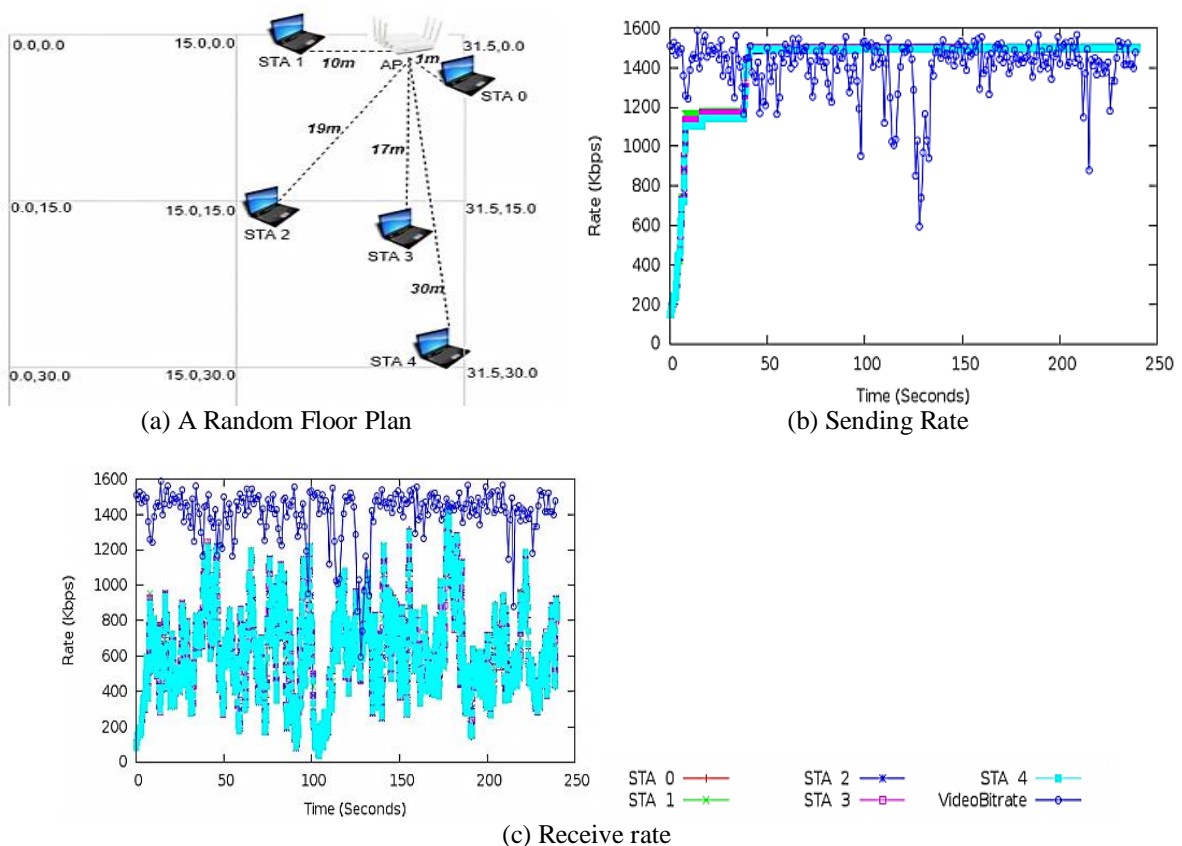 0.0,0.0
15.0,0.0
31.5,0.0
STA 1
10m
AP
1m
STA 0
19m
17m
0.0,15.0
15.0,15.0
31.5,15.0
STA 2
STA 3
30m
STA 4
0.0,30.0
15.0,30.0
31.5,30.0
(a) A Random Floor Plan
1600
1400
1200
1000
800
600
400
200
0
Rate (Kbps)
0 50 100 150 200 250
Time (Seconds)
(b) Sending Rate
1600
1400
1200
1000
800
600
400
200
0
Rate (Kbps)
0 50 100 150 200 250
Time (Seconds)
STA 0 STA 2 STA 4
STA 1 STA 3 VideoBitrate
(c) Receive rate